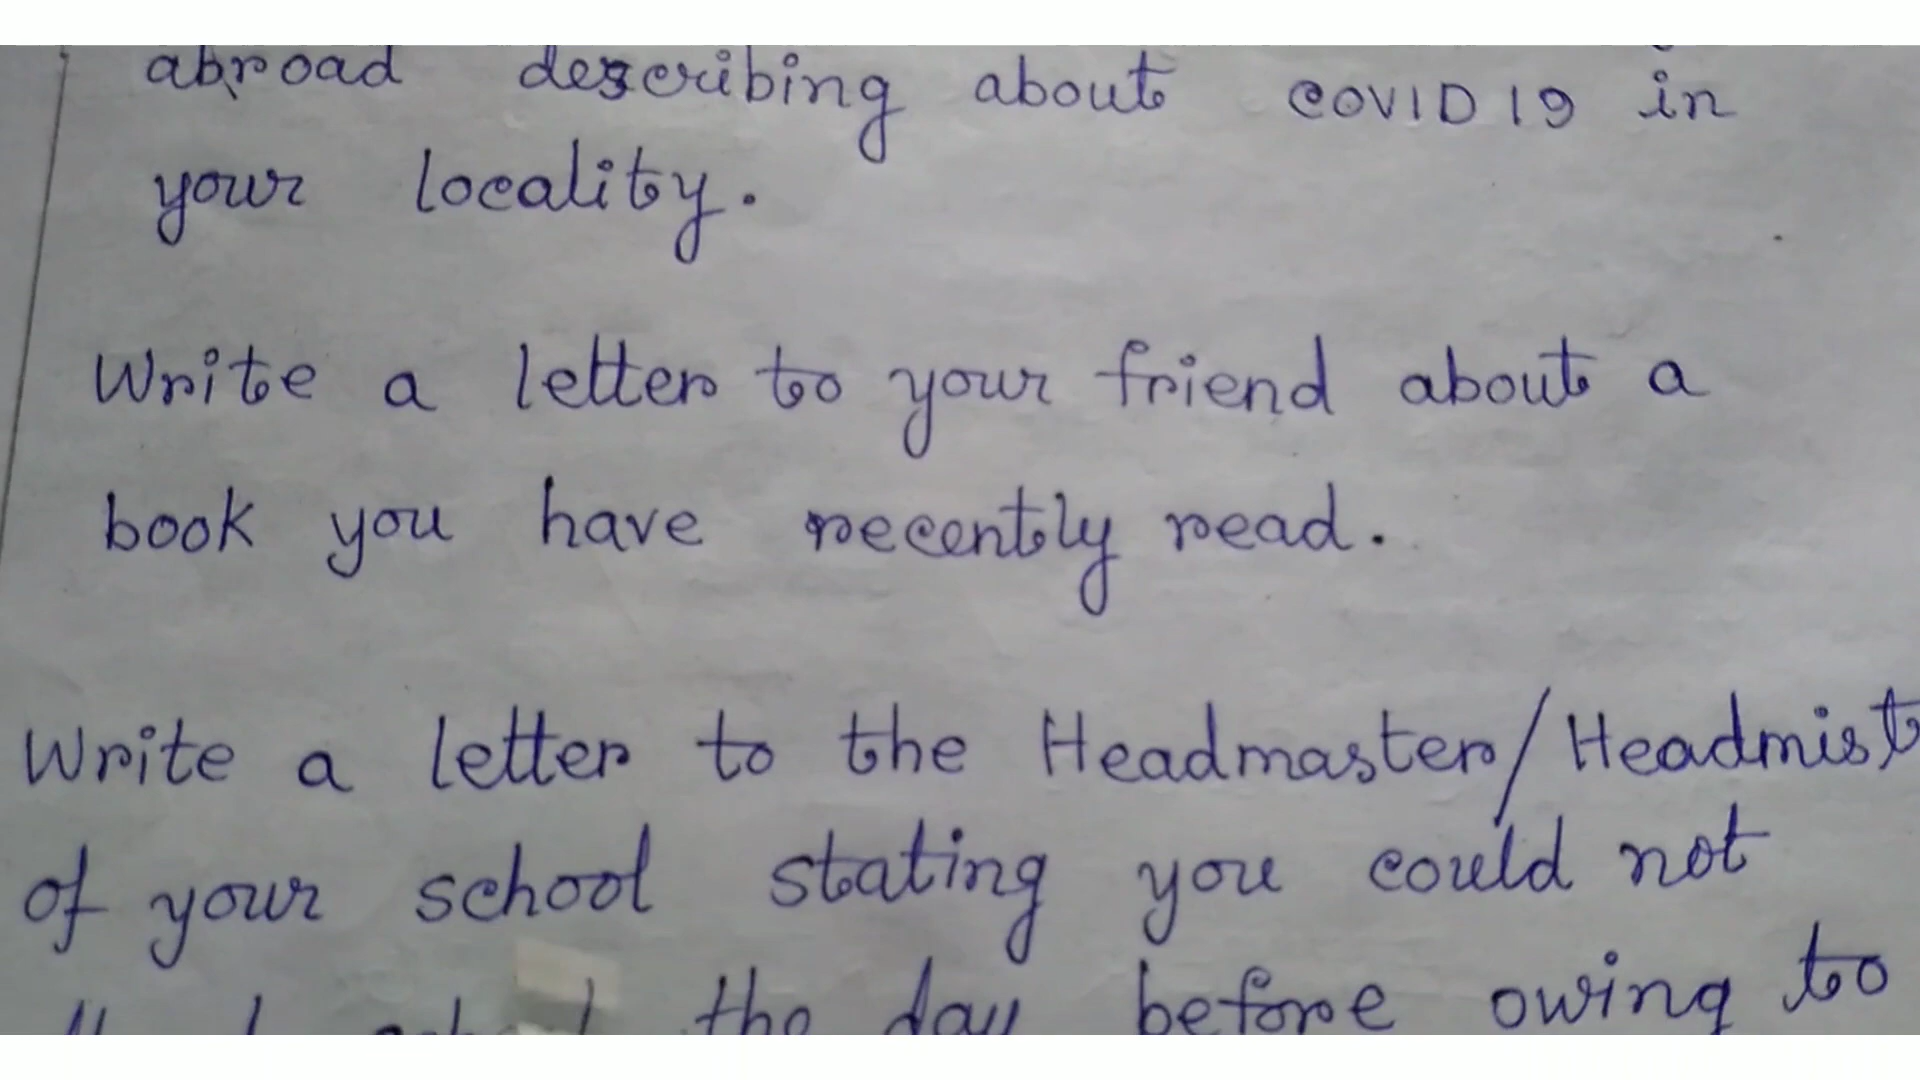 abroad describing about COVID 19 in
your locality.
Write a letter to your friend about a
book you have recently read.
Write a letter to the Headmaster/Headmist
of your school stating you could not
the day before owing to